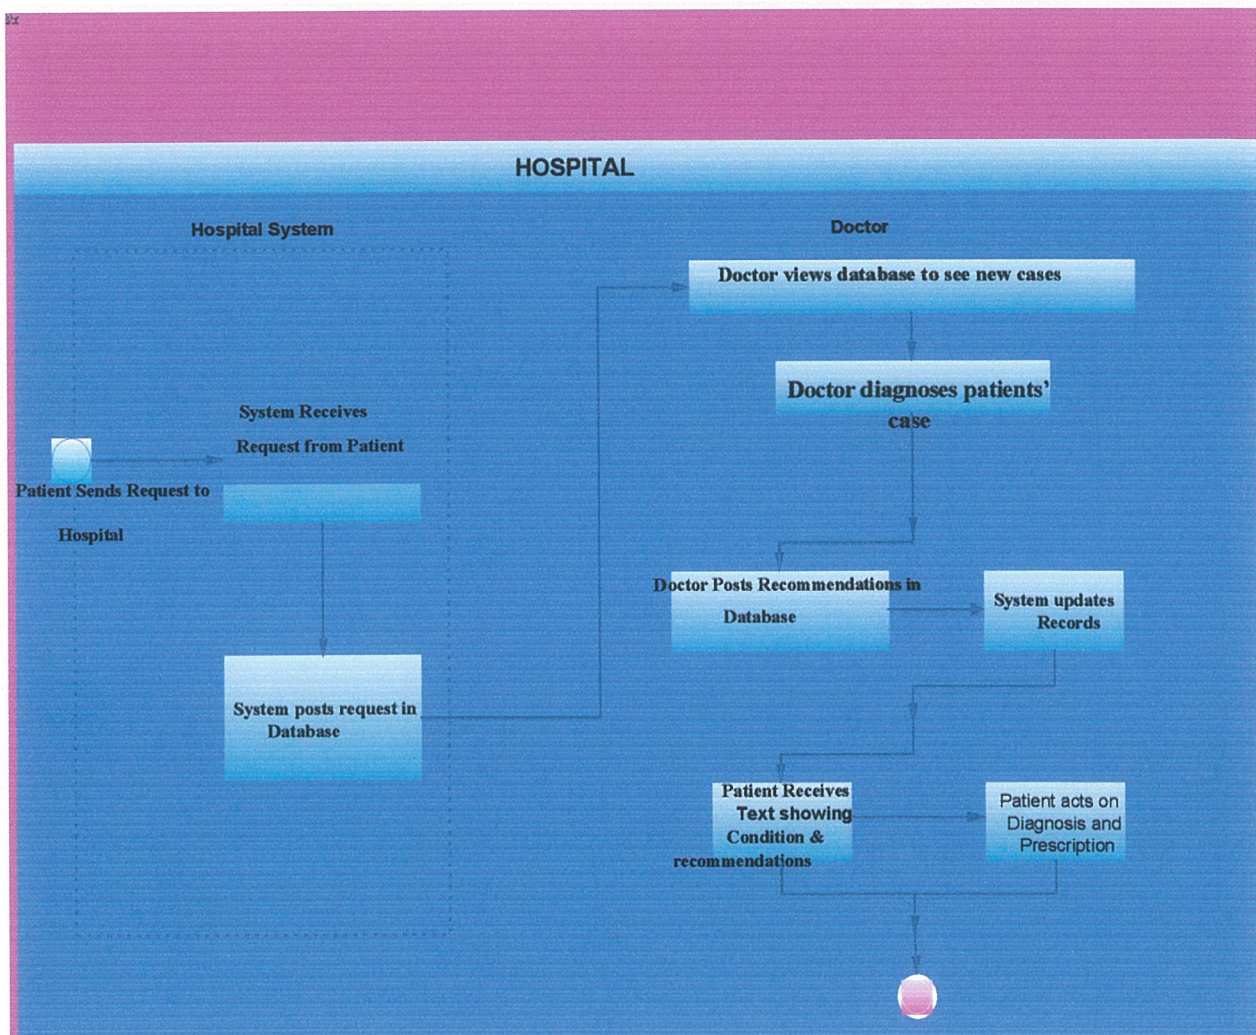 HOSPITAL
Hospital System
Doctor
Doctor views database to see new cases
Doctor diagnoses patients'
case
System Receives
Request from Patient
Patient Sends Request to
Hospital
Doctor Posts Recommendations in
Database
System updates
Records
System posts request in
Database
Patient Receives
Text showing
Condition &
recommendations
Patient acts on
Diagnosis and
Prescription